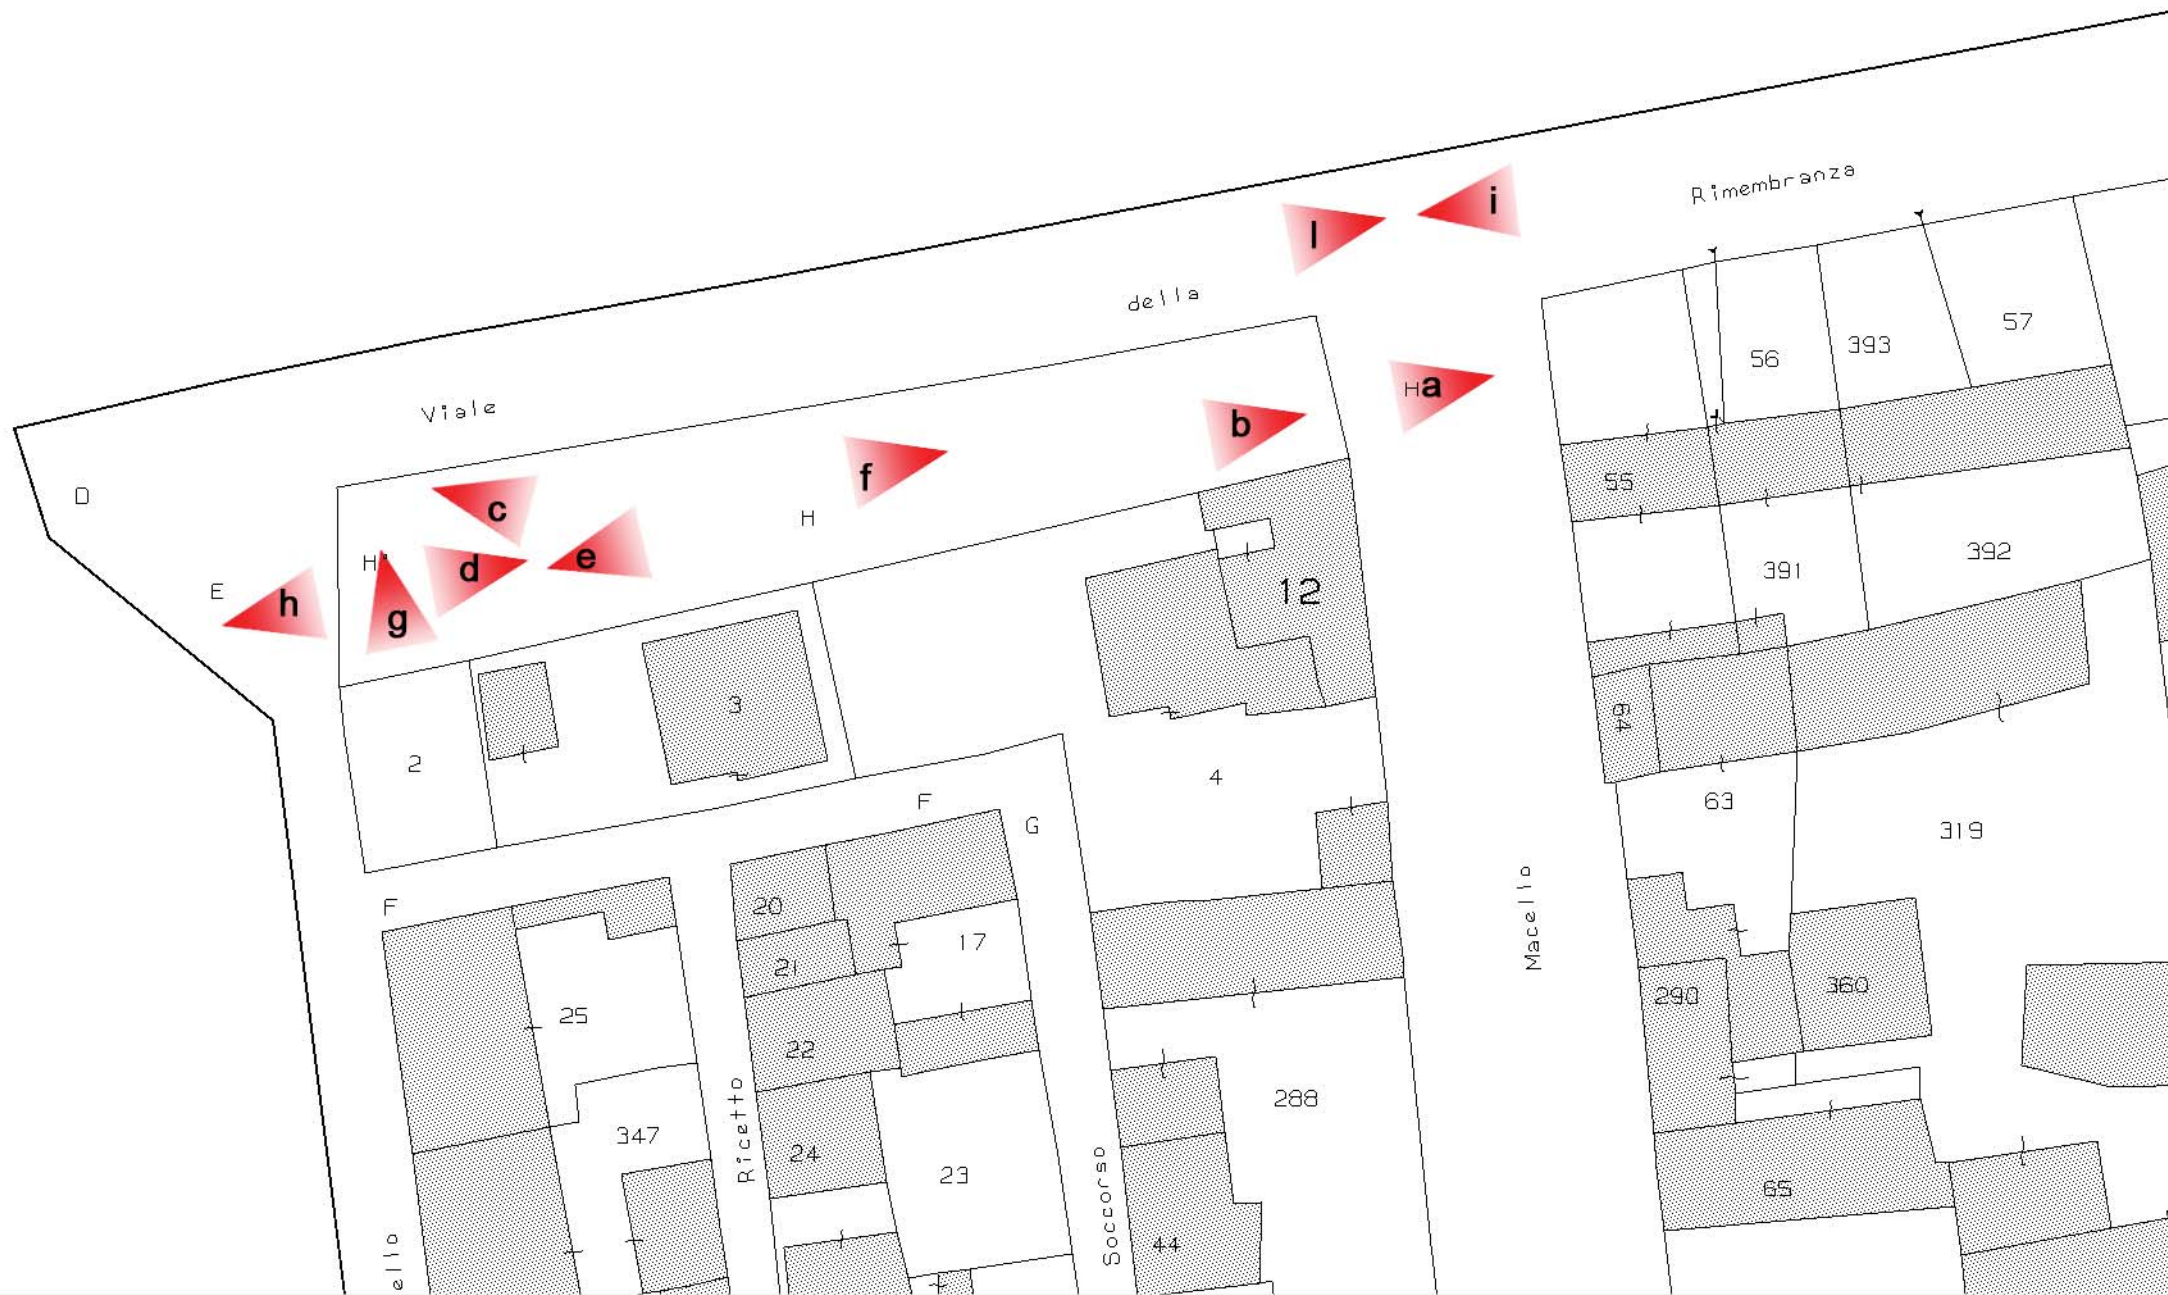 Rimembranza
i
l
della
57
393
56
Ha
Viale
b
f
c
D
55
H
392
H
d
e
391
E
h
g
12
3
64
2
4
63
F
G
319
F
20
17
21
Macello
25
360
290
22
288
347
24
Ricetto
23
65
Soccorso
44
ello